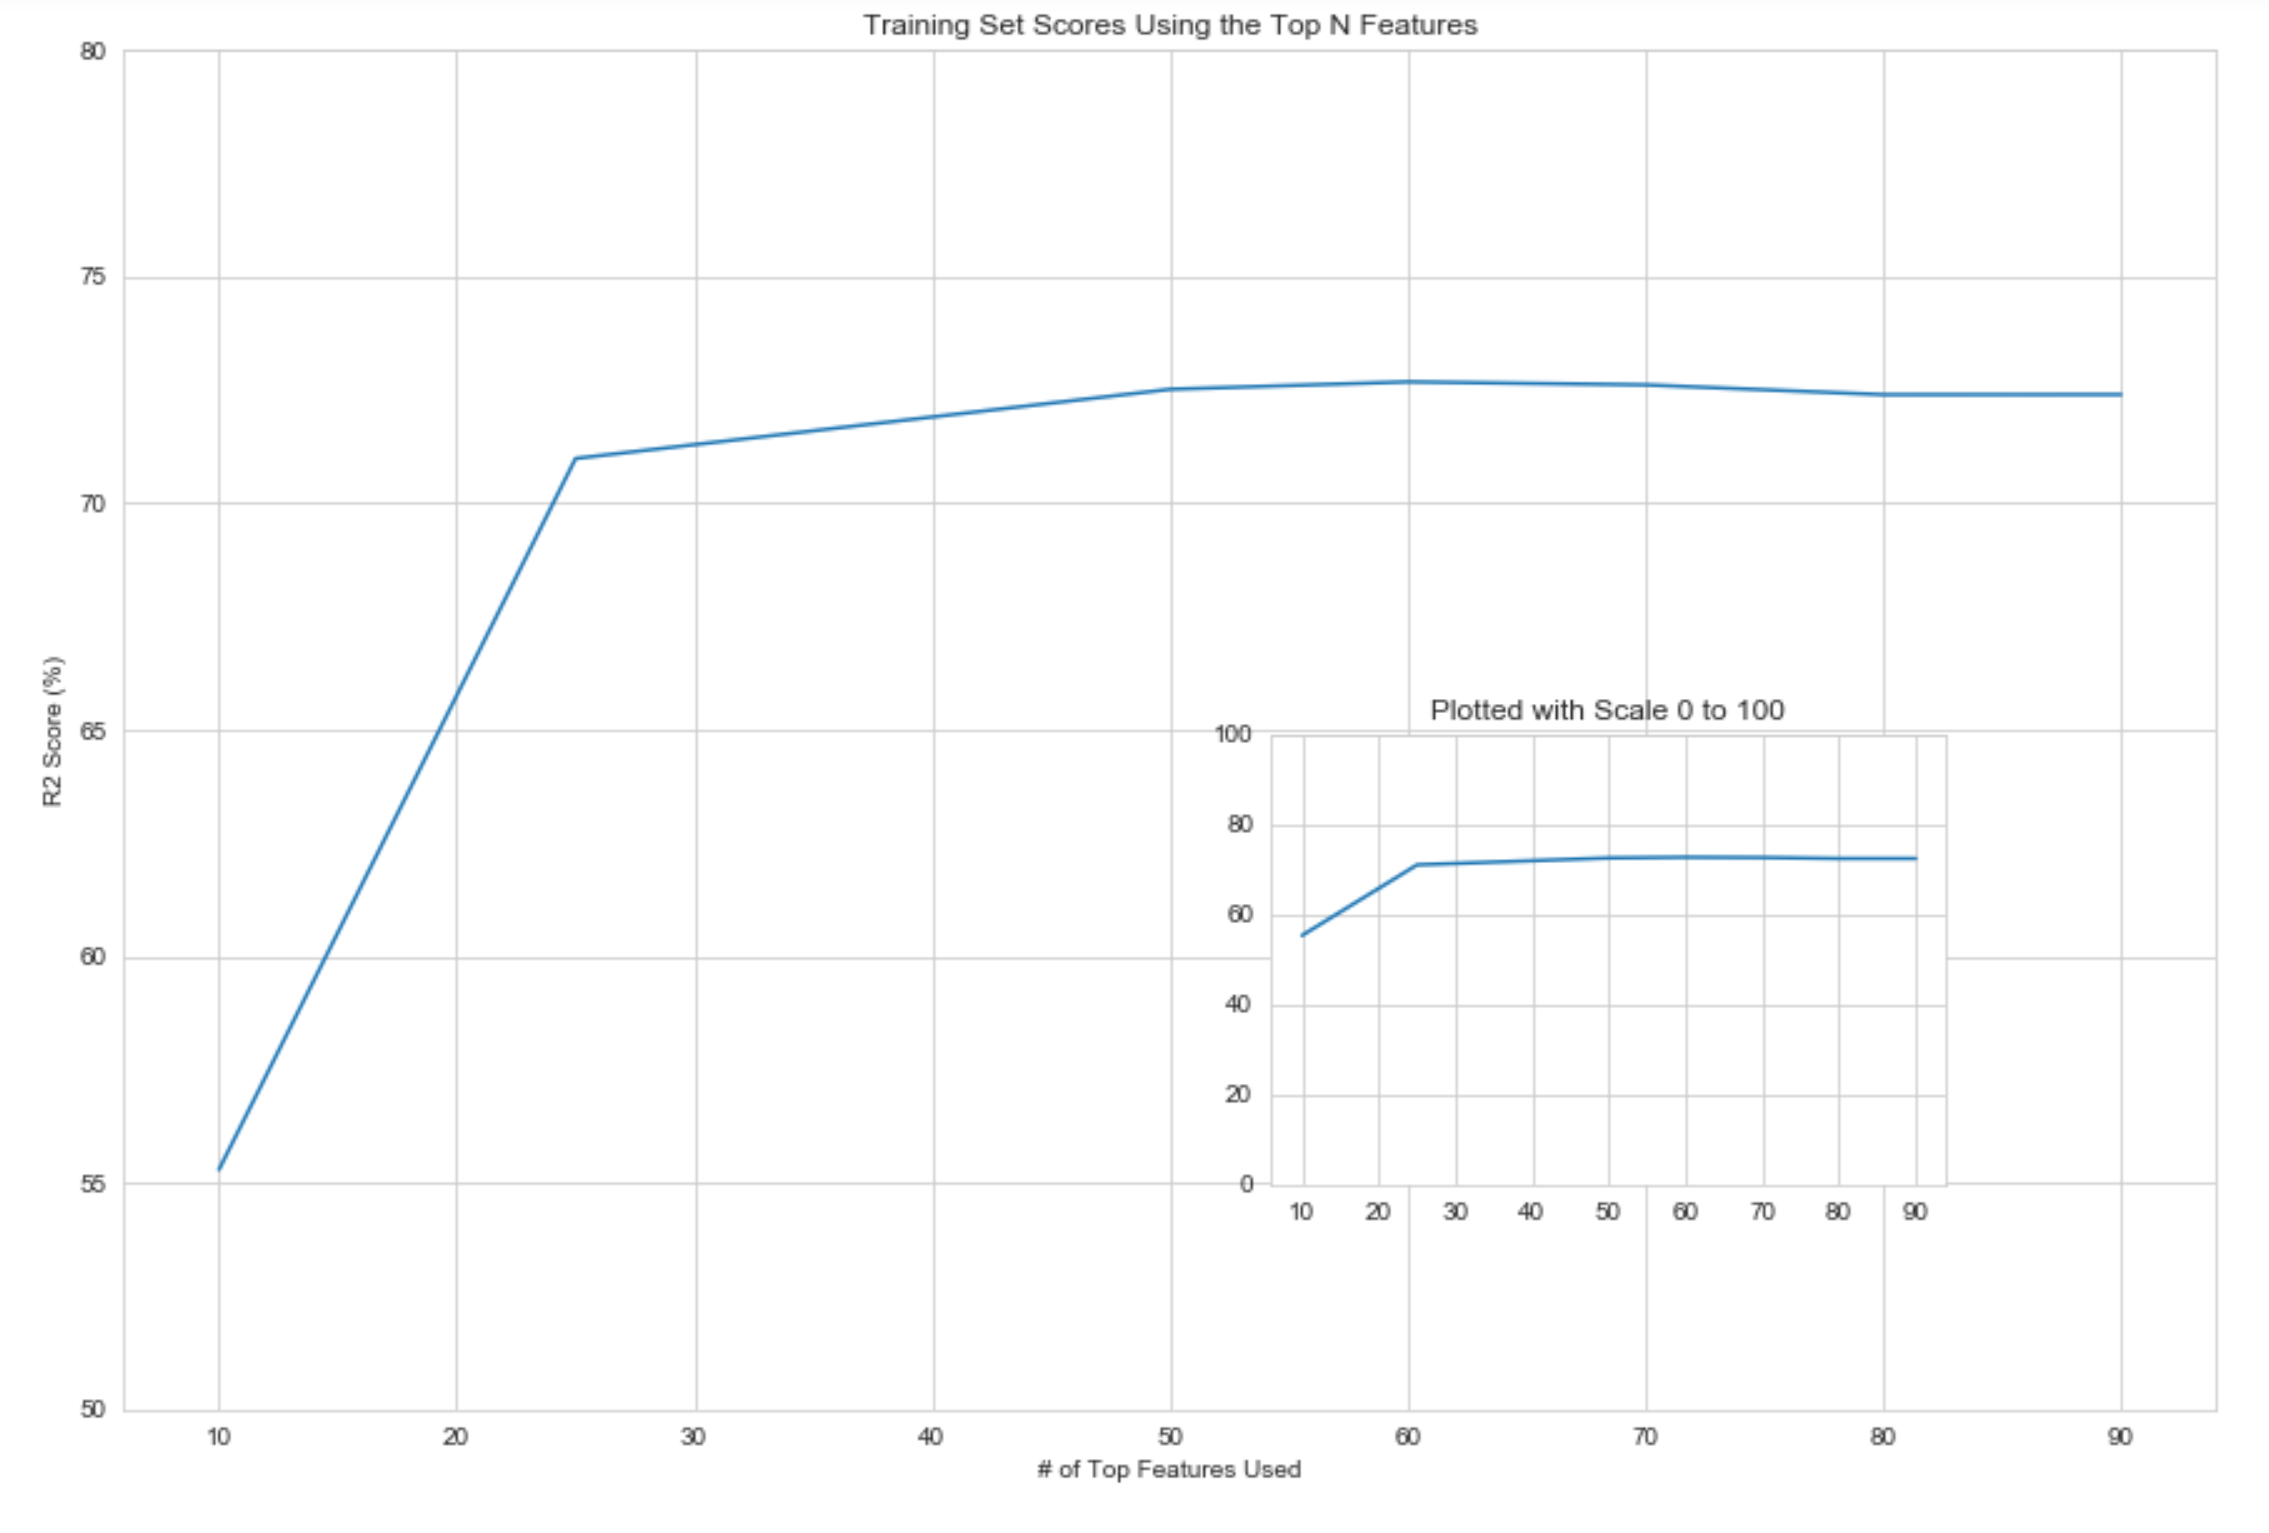 Training Set Scores Using the Top N Features
80
75
70
65
60
55
50
R2 Score (%)
10 20 30 40 50 60 70 80 90
# of Top Features Used
Plotted with Scale 0 to 100
100
80
60
40
20
0
10 20 30 40 50 60 70 80 90